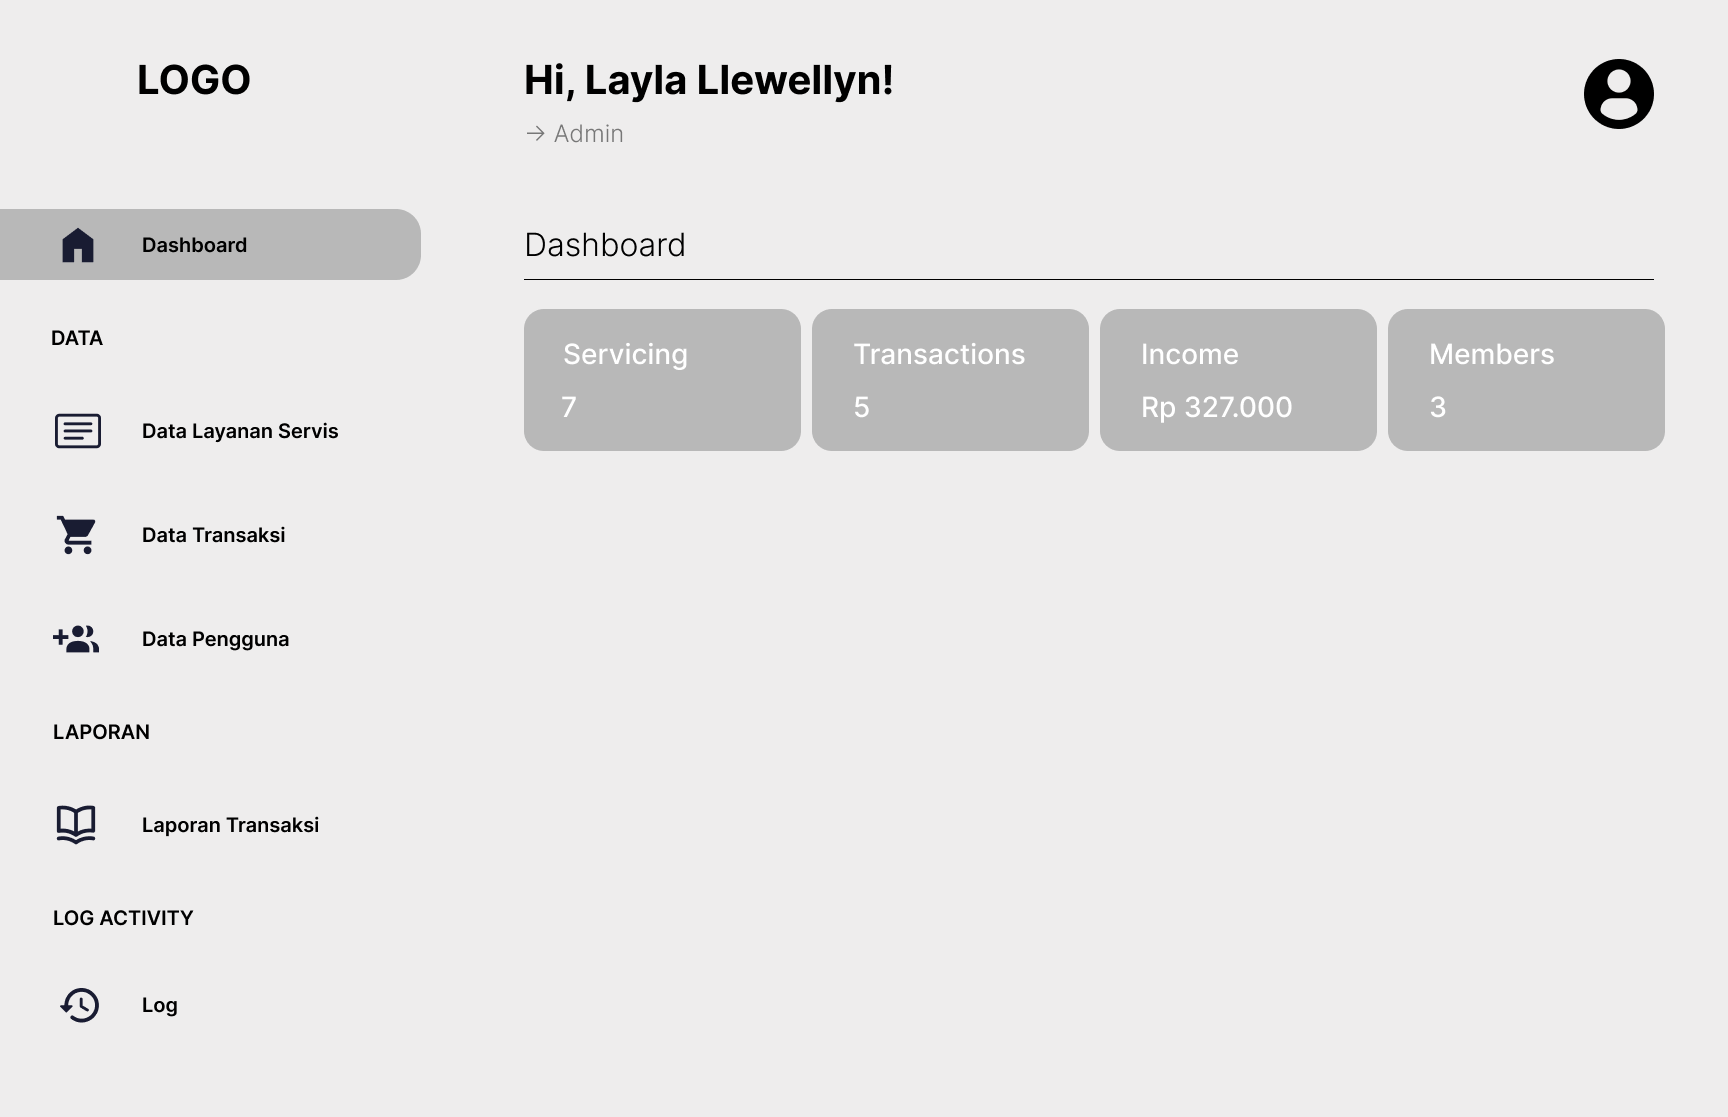 LOGO
Hi, Layla Llewellyn!
→ Admin
Dashboard
DATA
Data Layanan Servis
Data Transaksi
Data Pengguna
LAPORAN
Laporan Transaksi
LOG ACTIVITY
Log
Dashboard
Servicing
7
Transactions
5
Income
Rp 327.000
Members
3